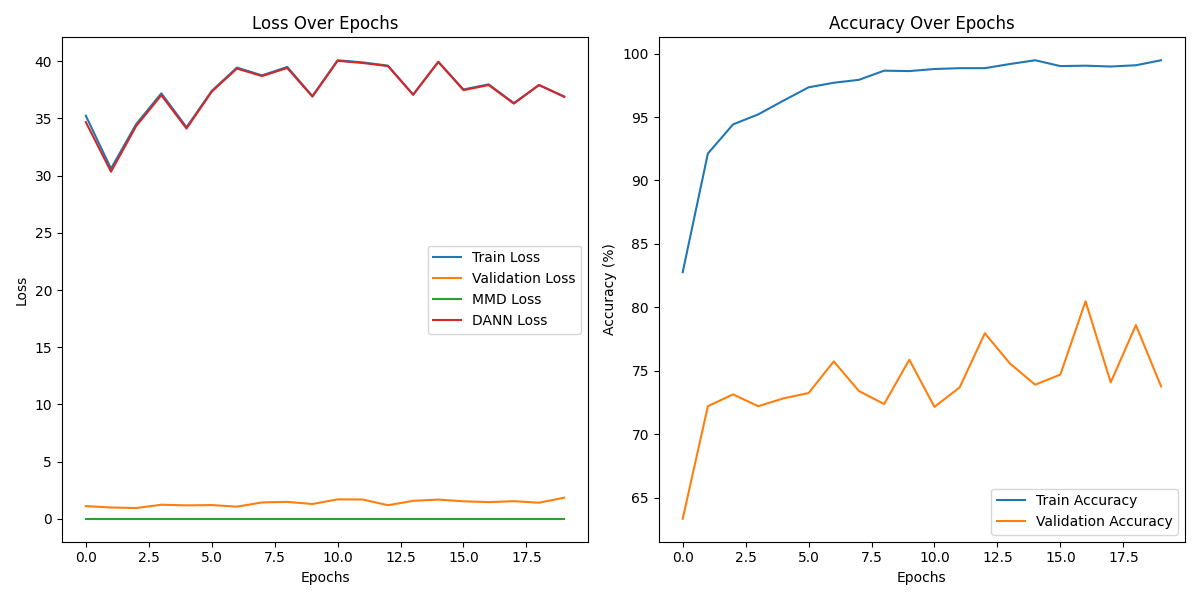 Loss Over Epochs
40
35
30
25
20
15
10
5
0
Loss
Train Loss
Validation Loss
MMD Loss
DANN Loss
0.0 2.5 5.0 7.5 10.0 12.5 15.0 17.5
Epochs
Accuracy Over Epochs
100
95
90
85
80
75
70
65
Accuracy (%)
Train Accuracy
Validation Accuracy
0.0 2.5 5.0 7.5 10.0 12.5 15.0 17.5
Epochs